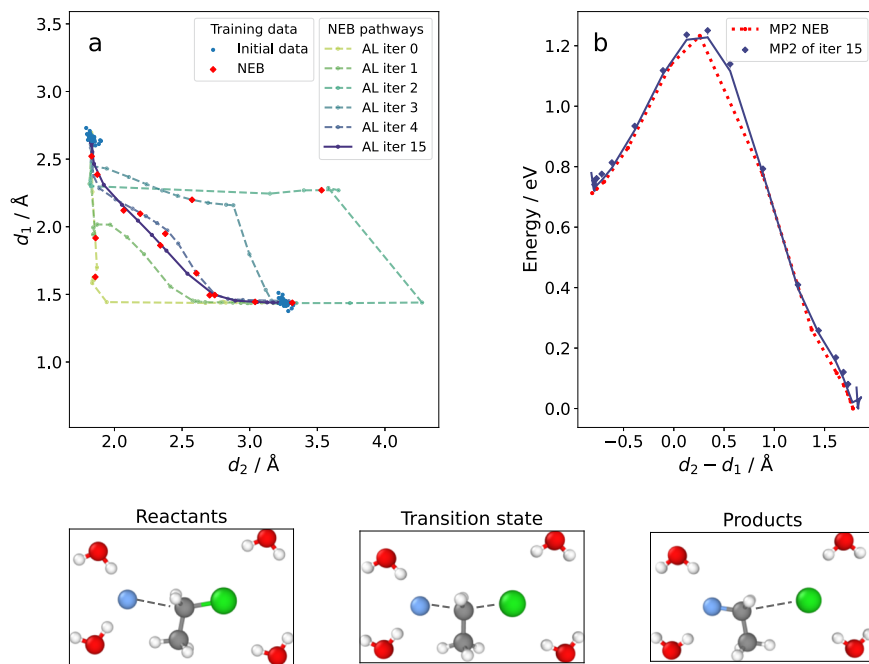 a
Training data
Initial data
NEB
NEB pathways
AL iter 0
AL iter 1
AL iter 2
AL iter 3
AL iter 4
AL iter 15
3.5
3.0
2.5
2.0
1.5
1.0
d₁ / Å
2.0 2.5 3.0 3.5 4.0
d₂ / Å
b
MP2 NEB
MP2 of iter 15
1.2
1.0
0.8
0.6
0.4
0.2
0.0
Energy / eV
−0.5 0.0 0.5 1.0 1.5
d₂ − d₁ / Å
Reactants
Transition state
Products